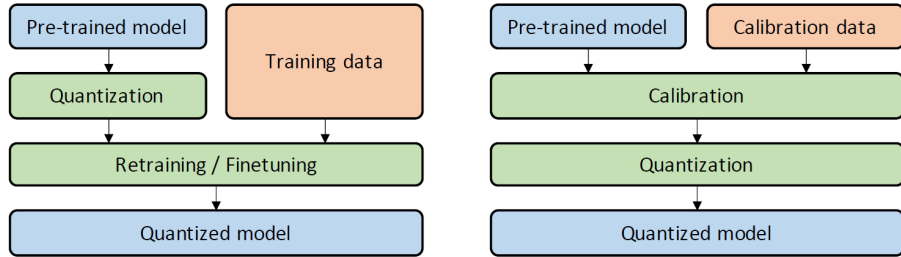 Pre-trained model
Training data
Quantization
Retraining / Finetuning
Quantized model
Pre-trained model
Calibration data
Calibration
Quantization
Quantized model